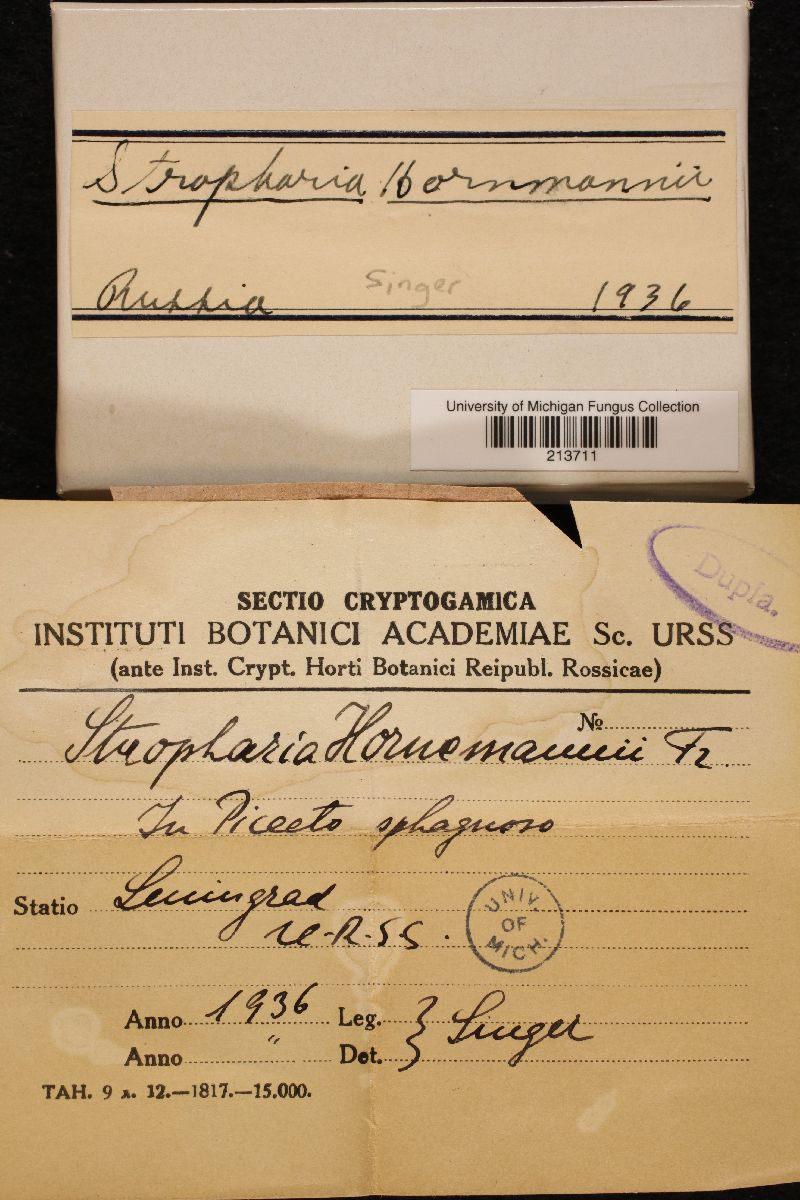 Stropharia Hornmannii
Russia Singer 1936
University of Michigan Fungus Collection
213711
Dupla.
SECTIO CRYPTOGAMICA
INSTITUTI BOTANICI ACADEMIAE Sc. URSS
(ante Inst. Crypt. Horti Botanici Reipubl. Rossicae)
№
Stropharia Hornemannii Fr.
In Piceeto sphagnoso
Statio Leningrad
U.R.S.S.
UNIV.
OF
MICH.
Anno 1936 Leg. } Singer
Anno " Det.
ТАН. 9 л. 12.—1817.—15.000.